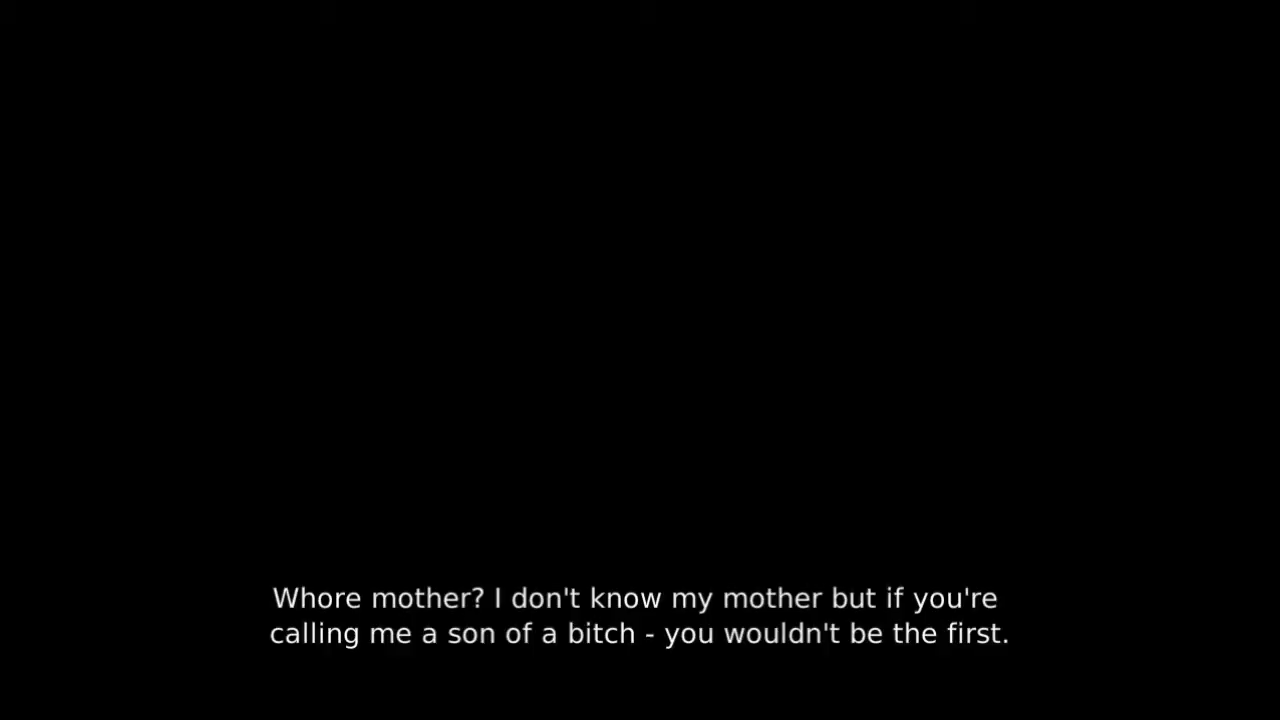 Whore mother? I don't know my mother but if you're
calling me a son of a bitch - you wouldn't be the first.